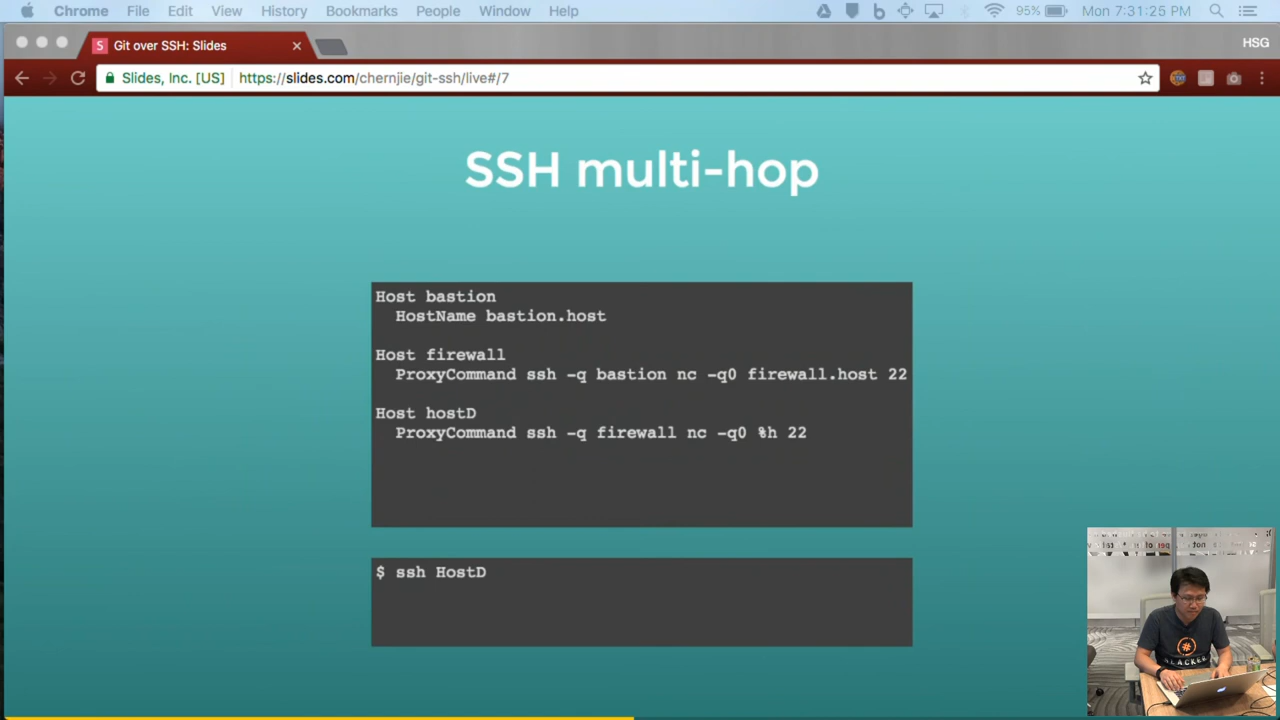 Chrome File Edit View History Bookmarks People Window Help 95% Mon 7:31:25 PM
S Git over SSH: Slides HSG
Slides, Inc. [US] https://slides.com/chernjie/git-ssh/live#/7
SSH multi-hop
Host bastion
HostName bastion.host
Host firewall
ProxyCommand ssh -q bastion nc -q0 firewall.host 22
Host hostD
ProxyCommand ssh -q firewall nc -q0 %h 22
$ ssh HostD